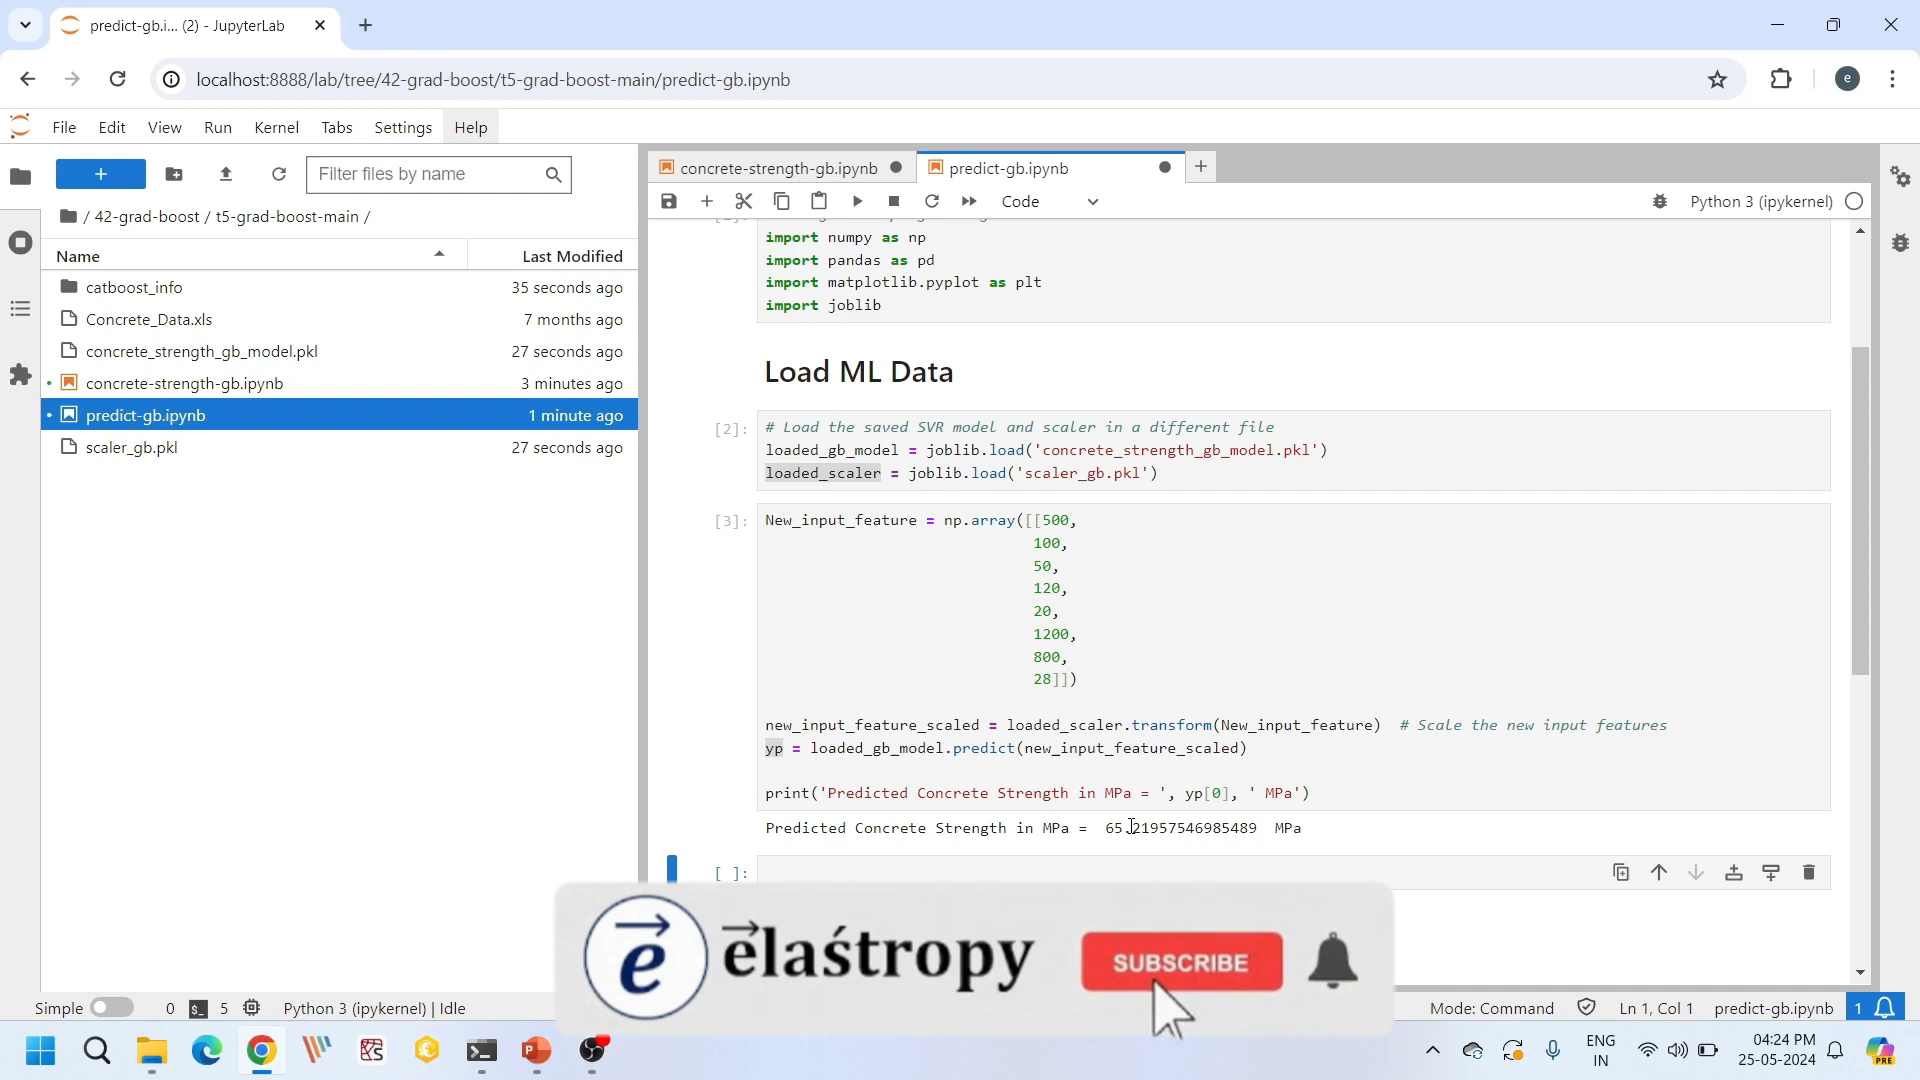 predict-gb.i... (2) - JupyterLab
localhost:8888/lab/tree/42-grad-boost/t5-grad-boost-main/predict-gb.ipynb
e
File Edit View Run Kernel Tabs Settings Help
+
Filter files by name
/ 42-grad-boost / t5-grad-boost-main /
Name Last Modified
catboost_info 35 seconds ago
Concrete_Data.xls 7 months ago
concrete_strength_gb_model.pkl 27 seconds ago
concrete-strength-gb.ipynb 3 minutes ago
predict-gb.ipynb 1 minute ago
scaler_gb.pkl 27 seconds ago
concrete-strength-gb.ipynb predict-gb.ipynb
Code Python 3 (ipykernel)
import numpy as np
import pandas as pd
import matplotlib.pyplot as plt
import joblib
Load ML Data
[2]: # Load the saved SVR model and scaler in a different file
loaded_gb_model = joblib.load('concrete_strength_gb_model.pkl')
loaded_scaler = joblib.load('scaler_gb.pkl')
[3]: New_input_feature = np.array([[500,
100,
50,
120,
20,
1200,
800,
28]])
new_input_feature_scaled = loaded_scaler.transform(New_input_feature) # Scale the new input features
yp = loaded_gb_model.predict(new_input_feature_scaled)
print('Predicted Concrete Strength in MPa = ', yp[0], ' MPa')
Predicted Concrete Strength in MPa = 65.21957546985489 MPa
[ ]:
e elaśtropy SUBSCRIBE
Simple 0 5 Python 3 (ipykernel) | Idle Mode: Command Ln 1, Col 1 predict-gb.ipynb 1
ENG
IN
04:24 PM
25-05-2024
PRE